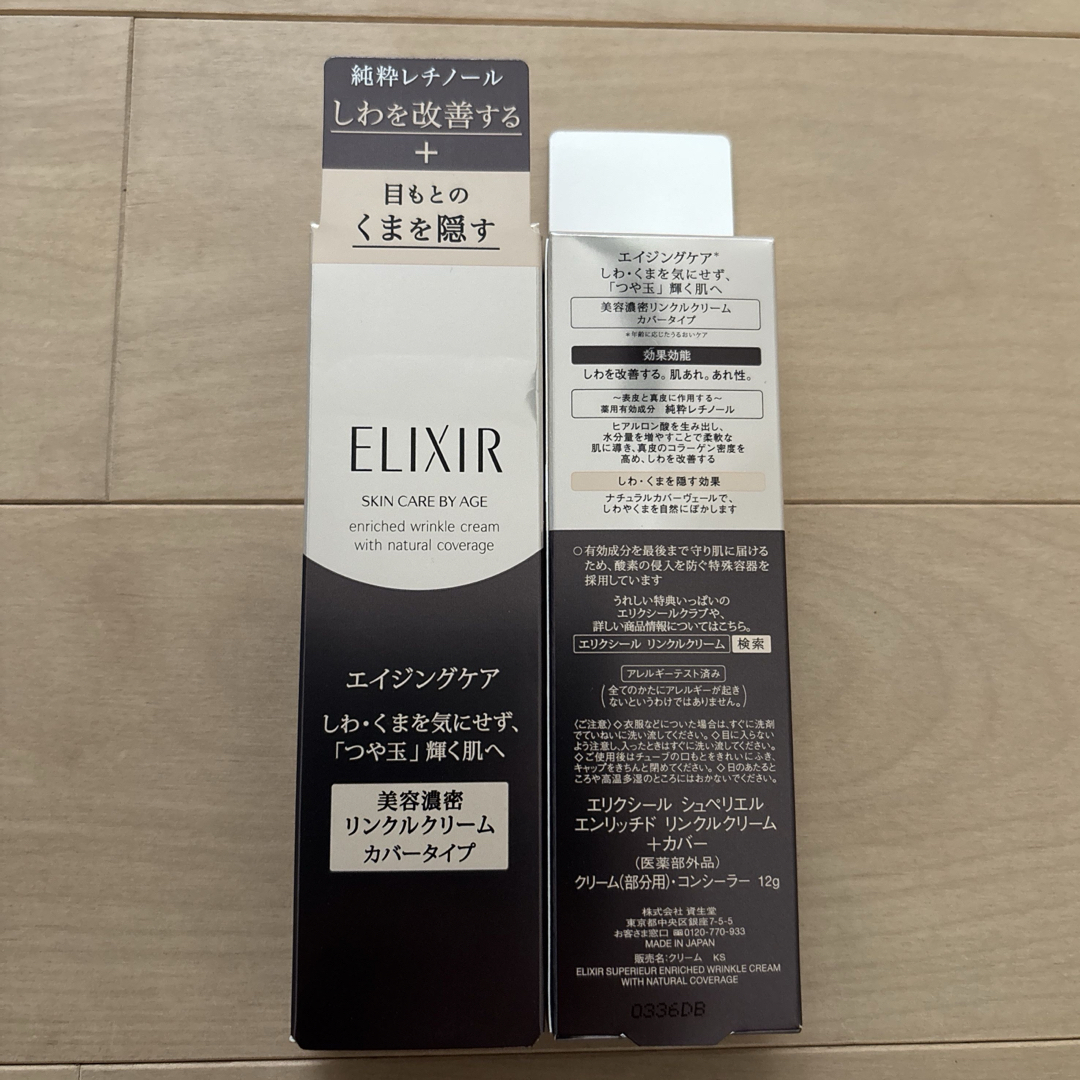 純粋レチノール
しわを改善する
+
目もとの
くまを隠す
ELIXIR
SKIN CARE BY AGE
enriched wrinkle cream
with natural coverage
エイジングケア
しわ・くまを気にせず、
「つや玉」輝く肌へ
美容濃密
リンクルクリーム
カバータイプ
エイジングケア*
しわ・くまを気にせず、
「つや玉」輝く肌へ
美容濃密リンクルクリーム
カバータイプ
*年齢に応じたうるおいケア
効果効能
しわを改善する。肌あれ。あれ性。
〜表皮と真皮に作用する〜
薬用有効成分 純粋レチノール
ヒアルロン酸を生み出し、
水分量を増やすことで柔軟な
肌に導き、真皮のコラーゲン密度を
高め、しわを改善する
しわ・くまを隠す効果
ナチュラルカバーヴェールで、
しわやくまを自然にぼかします
○有効成分を最後まで守り肌に届ける
ため、酸素の侵入を防ぐ特殊容器を
採用しています
うれしい特典いっぱいの
エリクシールクラブや、
詳しい商品情報についてはこちら。
エリクシール リンクルクリーム 検索
アレルギーテスト済み
(全てのかたにアレルギーが起き
ないというわけではありません。)
〈ご注意〉◇衣服などについた場合は、すぐに洗剤
でていねいに洗い流してください。◇目に入らない
よう注意し、入ったときはすぐに洗い流してください。
◇ご使用後はチューブの口もとをきれいにふき、
キャップをきちんと閉めてください。◇日のあたると
ころや高温多湿のところにはおかないでください。
エリクシール シュペリエル
エンリッチド リンクルクリーム
+カバー
(医薬部外品)
クリーム(部分用)・コンシーラー 12g
株式会社 資生堂
東京都中央区銀座7-5-5
お客さま窓口 0120-770-933
MADE IN JAPAN
販売名:クリーム KS
ELIXIR SUPERIEUR ENRICHED WRINKLE CREAM
WITH NATURAL COVERAGE
0336DB